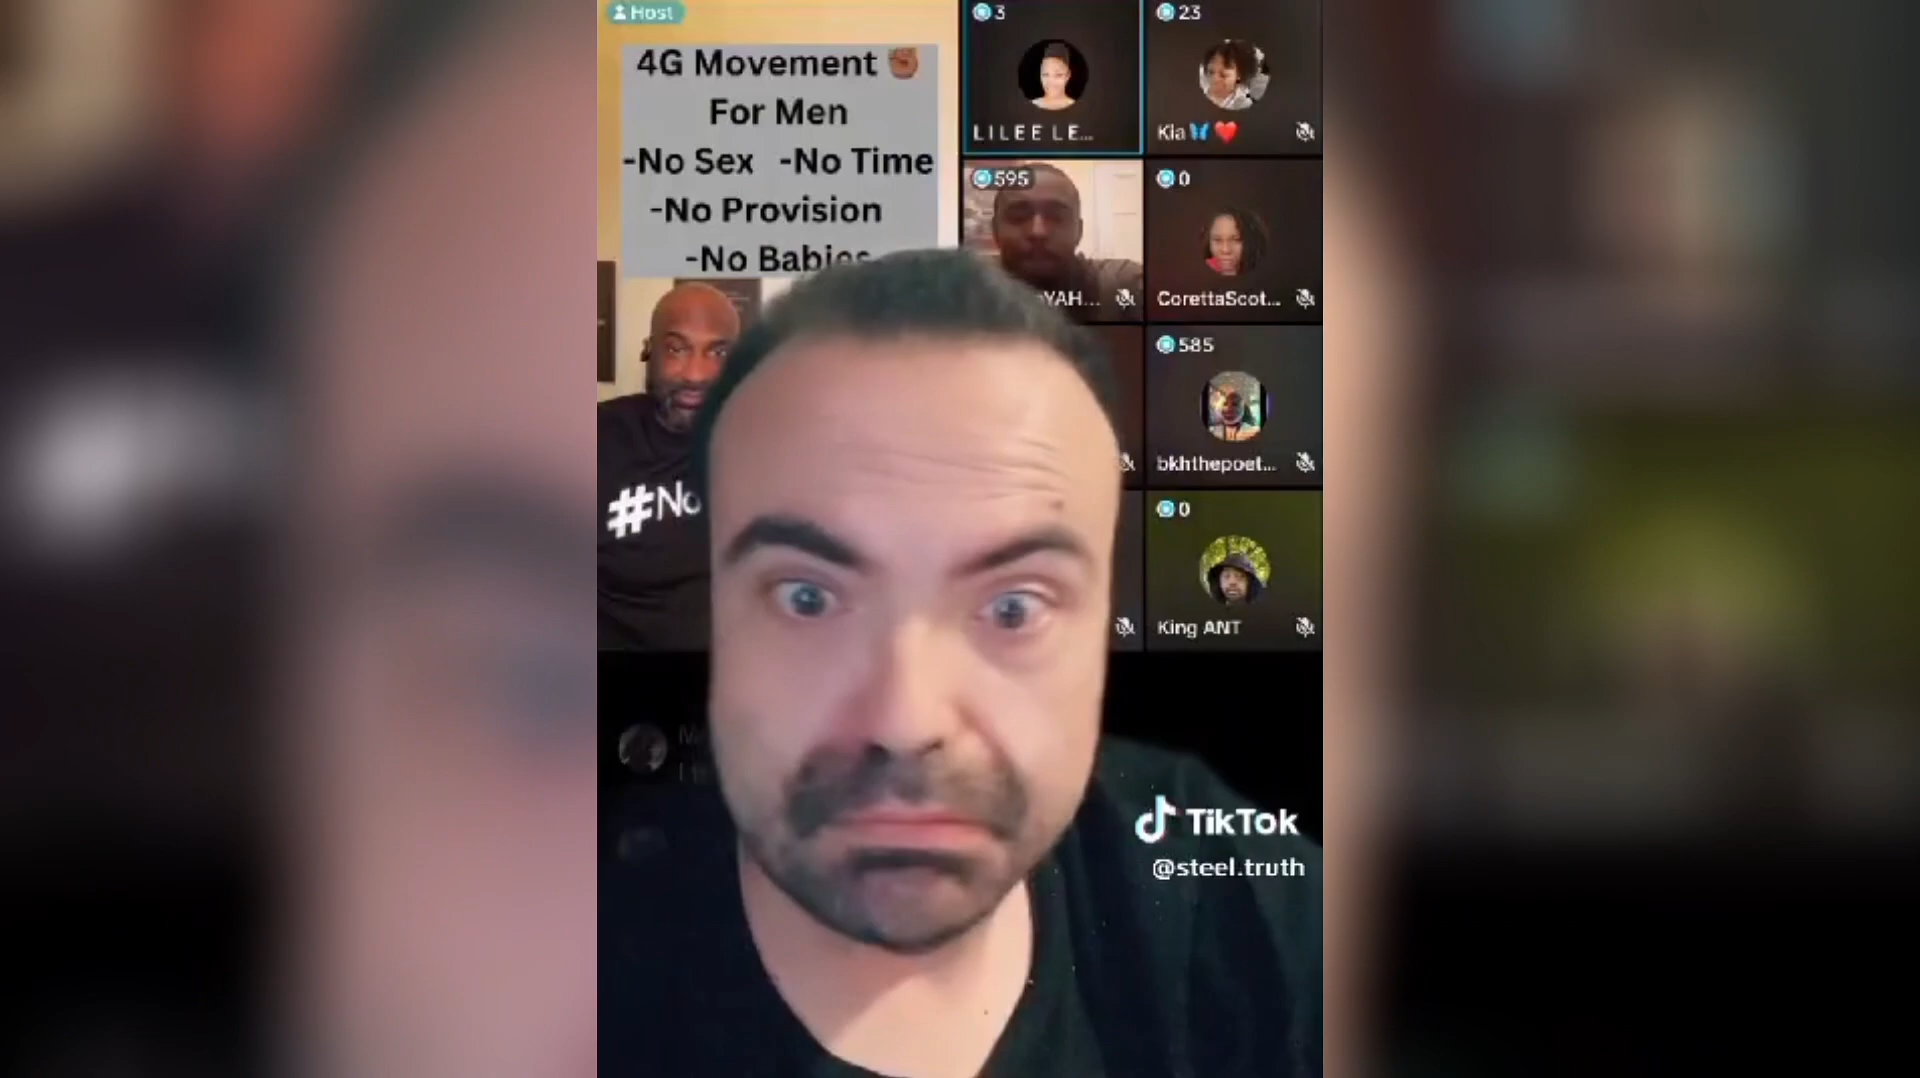 Host
4G Movement ✊🏾
For Men
-No Sex -No Time
-No Provision
-No Babies
#No
3
LILEE LE...
23
Kia🦋❤️
595
YAH...
0
CorettaScot...
585
bkhthepoet...
0
King ANT
TikTok
@steel.truth